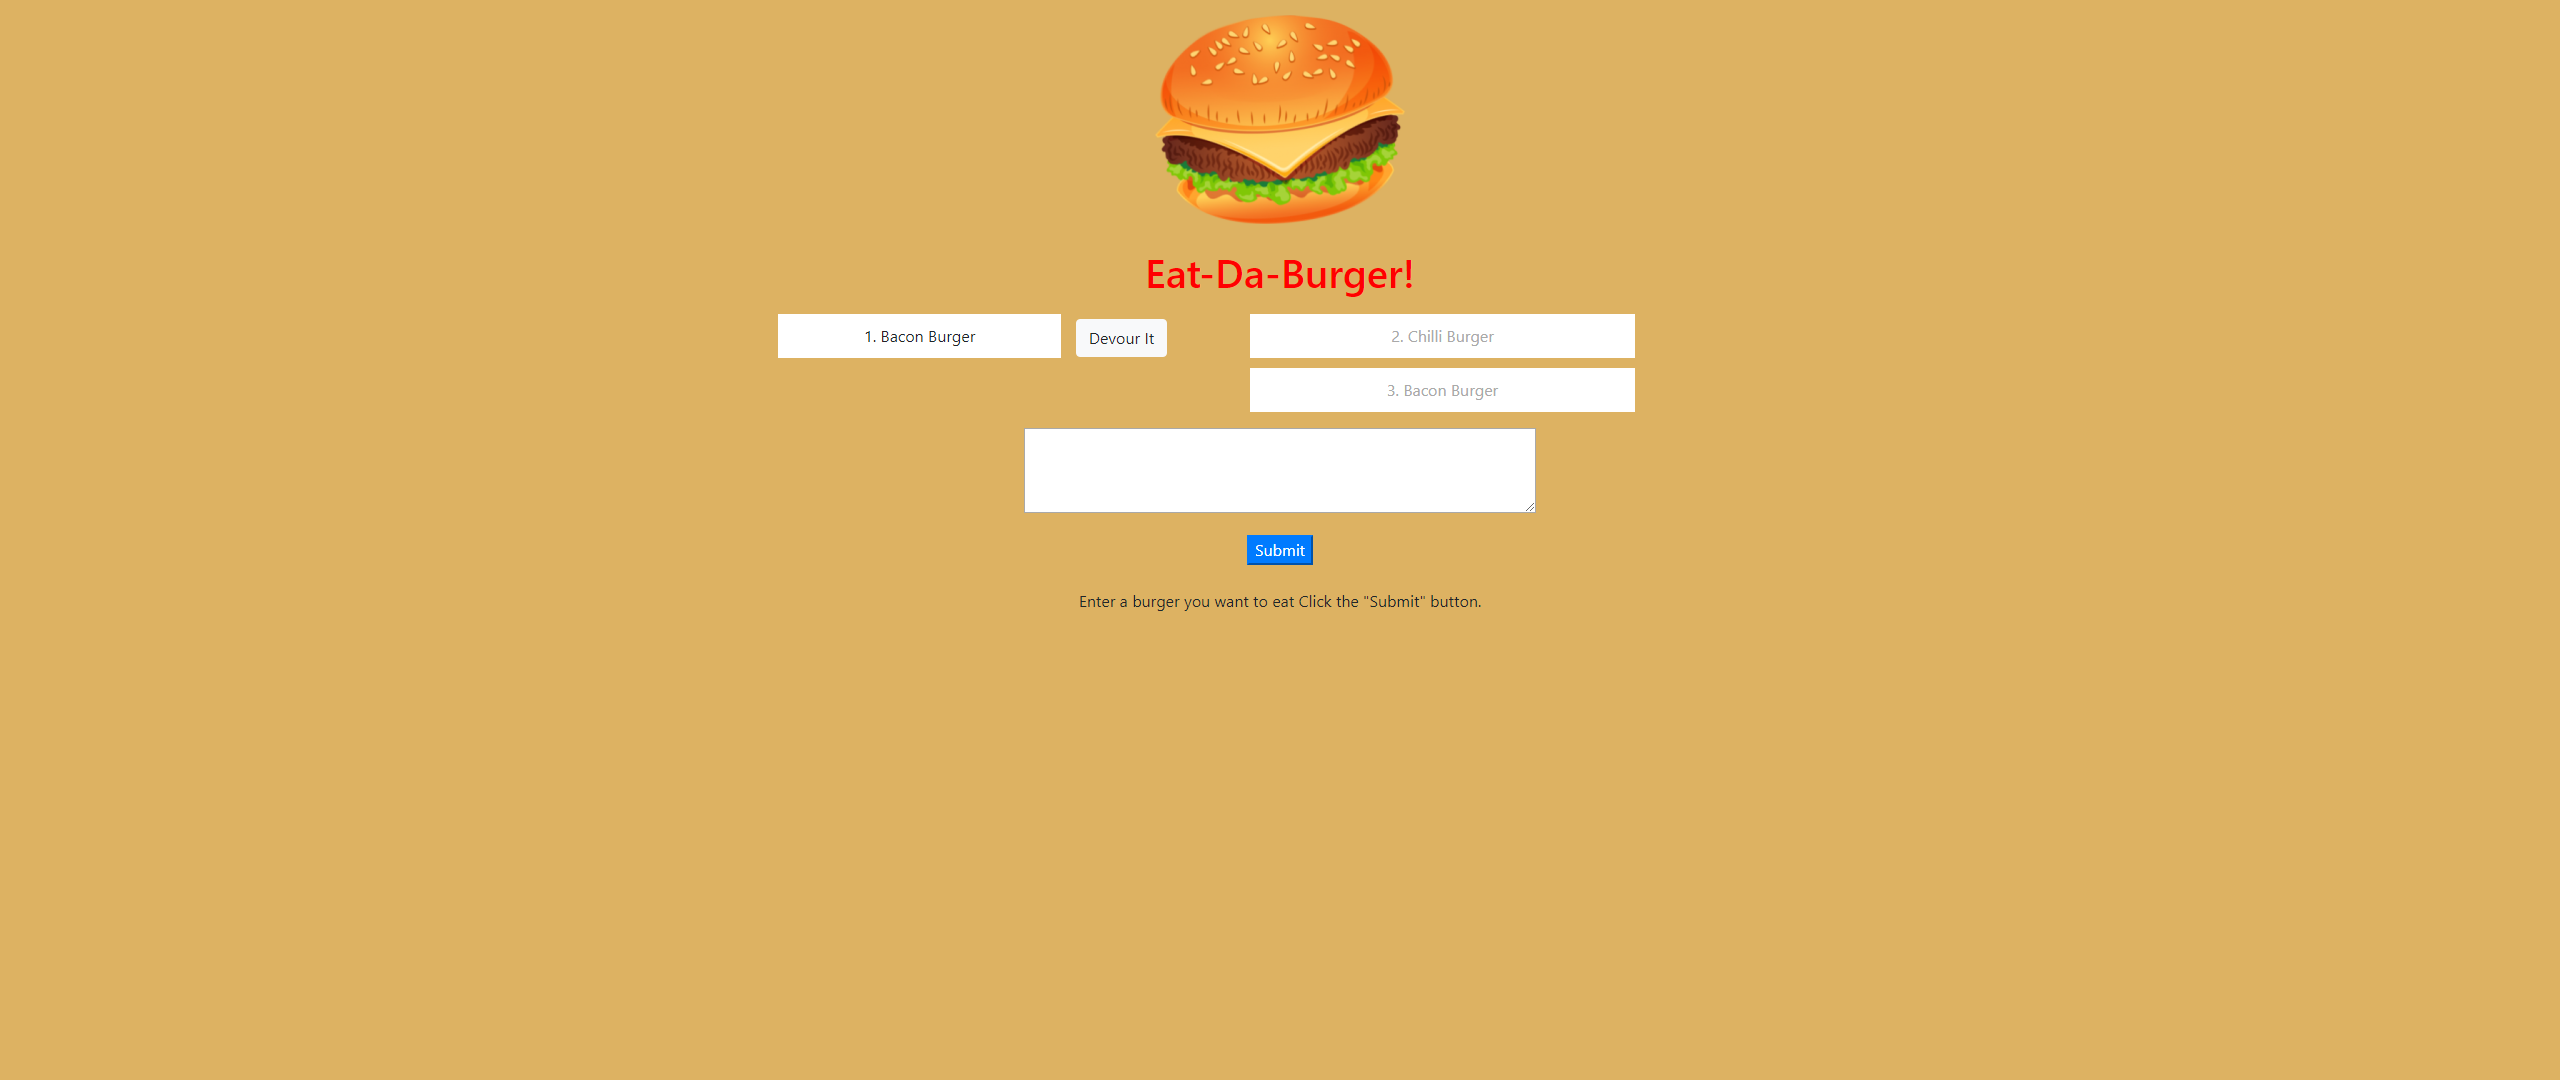 Eat-Da-Burger!
1. Bacon Burger
Devour It
2. Chilli Burger
3. Bacon Burger
Submit
Enter a burger you want to eat Click the "Submit" button.